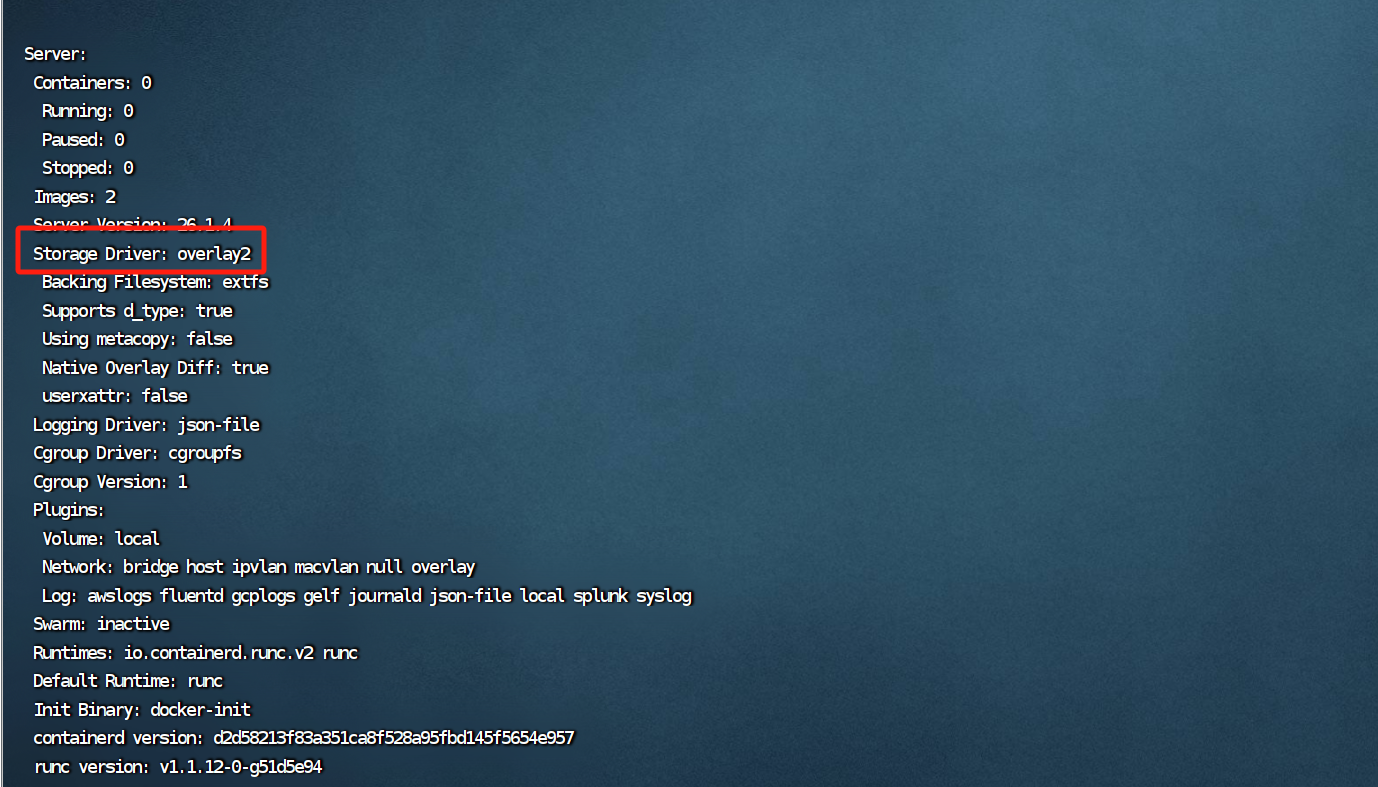 Server:
Containers: 0
Running: 0
Paused: 0
Stopped: 0
Images: 2
Server Version: 26.1.4
Storage Driver: overlay2
Backing Filesystem: extfs
Supports d_type: true
Using metacopy: false
Native Overlay Diff: true
userxattr: false
Logging Driver: json-file
Cgroup Driver: cgroupfs
Cgroup Version: 1
Plugins:
Volume: local
Network: bridge host ipvlan macvlan null overlay
Log: awslogs fluentd gcplogs gelf journald json-file local splunk syslog
Swarm: inactive
Runtimes: io.containerd.runc.v2 runc
Default Runtime: runc
Init Binary: docker-init
containerd version: d2d58213f83a351ca8f528a95fbd145f5654e957
runc version: v1.1.12-0-g51d5e94